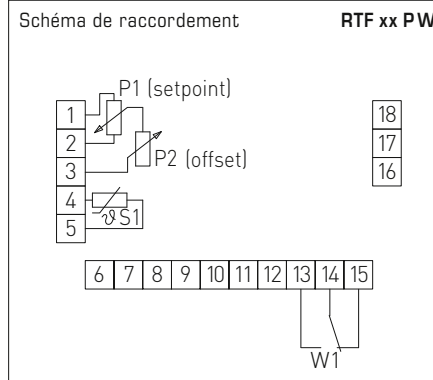 Schéma de raccordement RTF xx PW
P1 (setpoint)
1
2
3
P2 (offset)
4
5
ϑ S1
18
17
16
6 7 8 9 10 11 12 13 14 15
W1